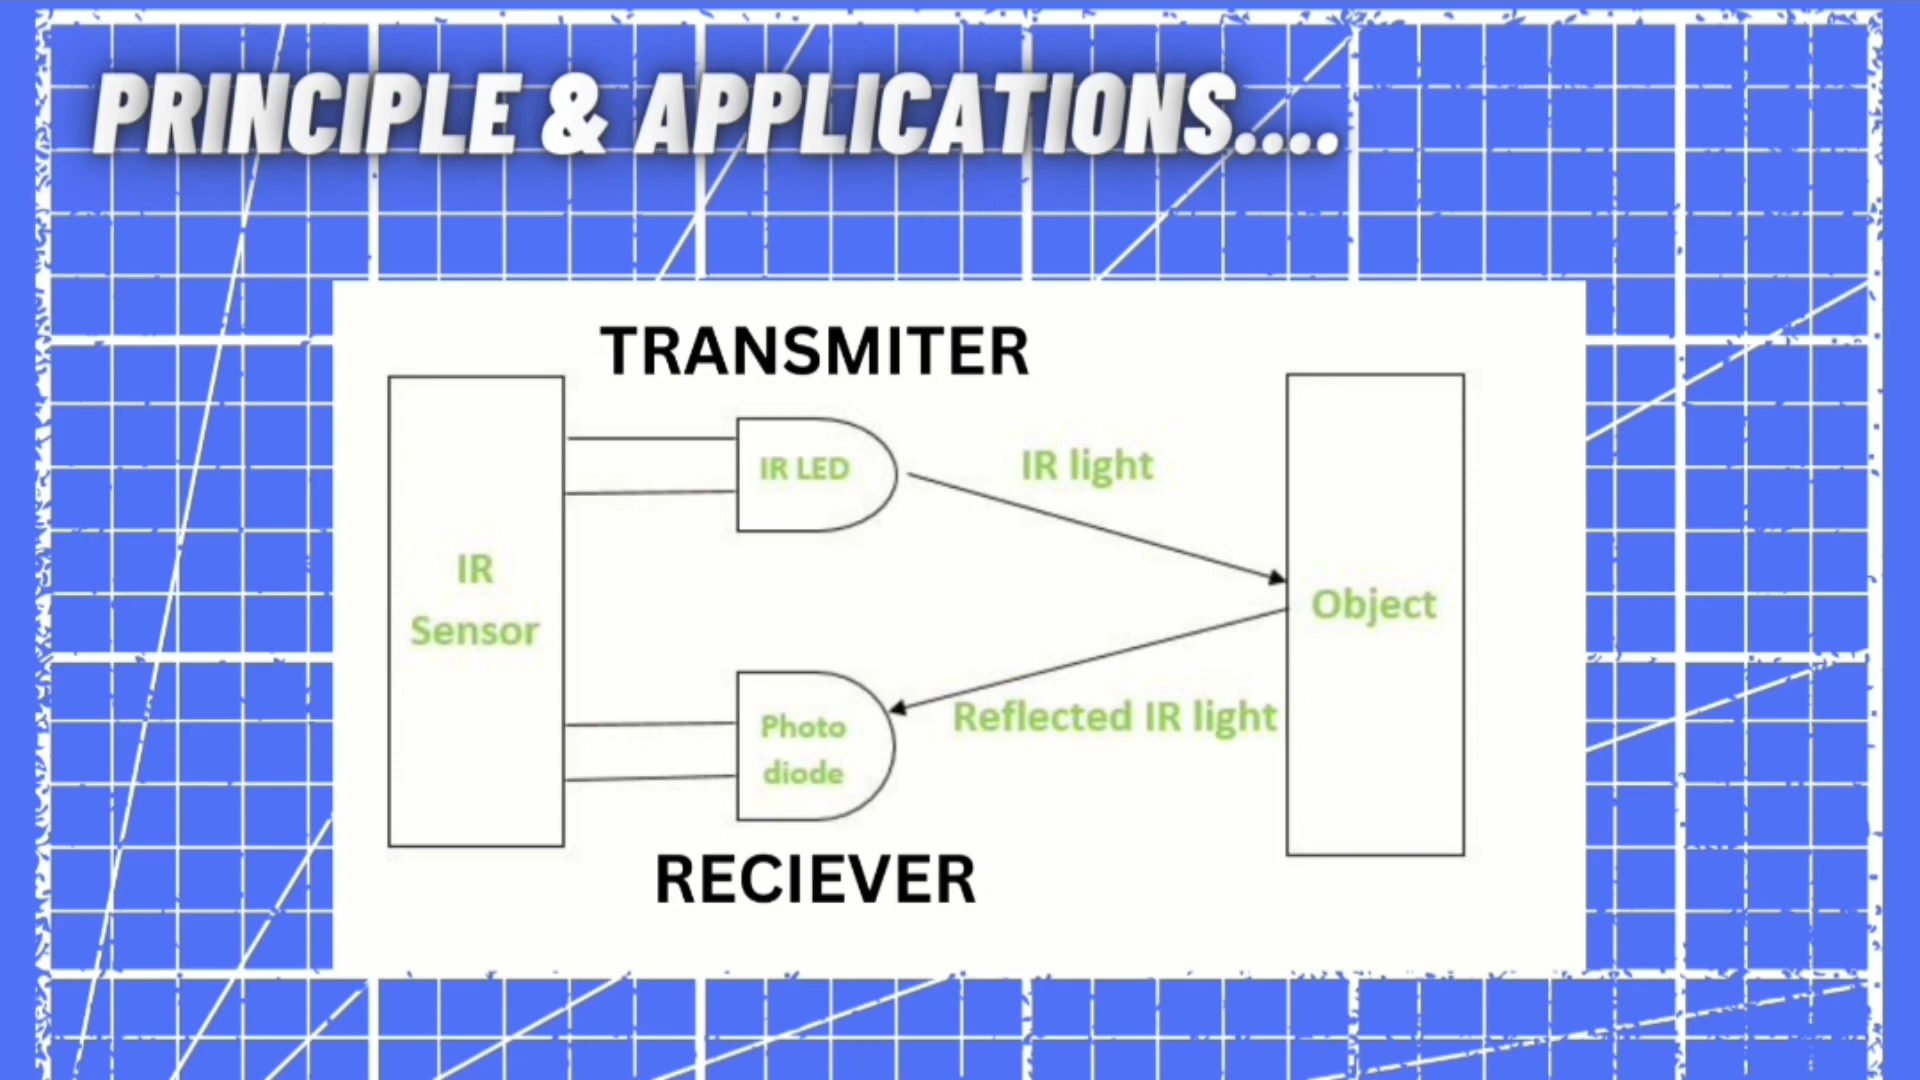 PRINCIPLE & APPLICATIONS....
TRANSMITER
IR LED
IR light
IR
Sensor
Object
Reflected IR light
Photo
diode
RECIEVER